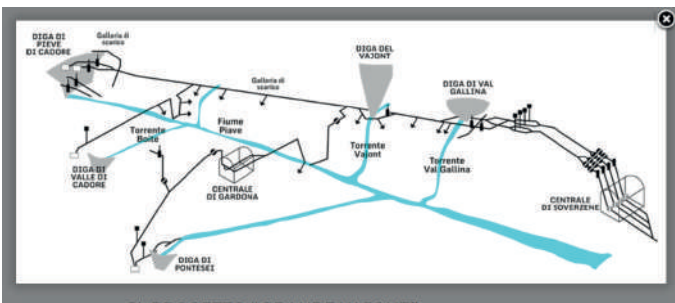 DIGA DI
PIEVE
DI CADORE
Galleria di
scarico
Galleria di
scarico
DIGA DEL
VAJONT
DIGA DI VAL
GALLINA
Torrente
Boite
Fiume
Piave
Torrente
Vajont
Torrente
Val Gallina
DIGA DI
VALLE DI
CADORE
CENTRALE
DI GARDONA
CENTRALE
DI SOVERZENE
DIGA DI
PONTESEI